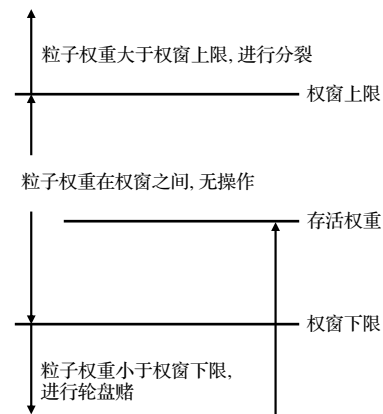 粒子权重大于权窗上限, 进行分裂
权窗上限
粒子权重在权窗之间, 无操作
存活权重
权窗下限
粒子权重小于权窗下限,
进行轮盘赌